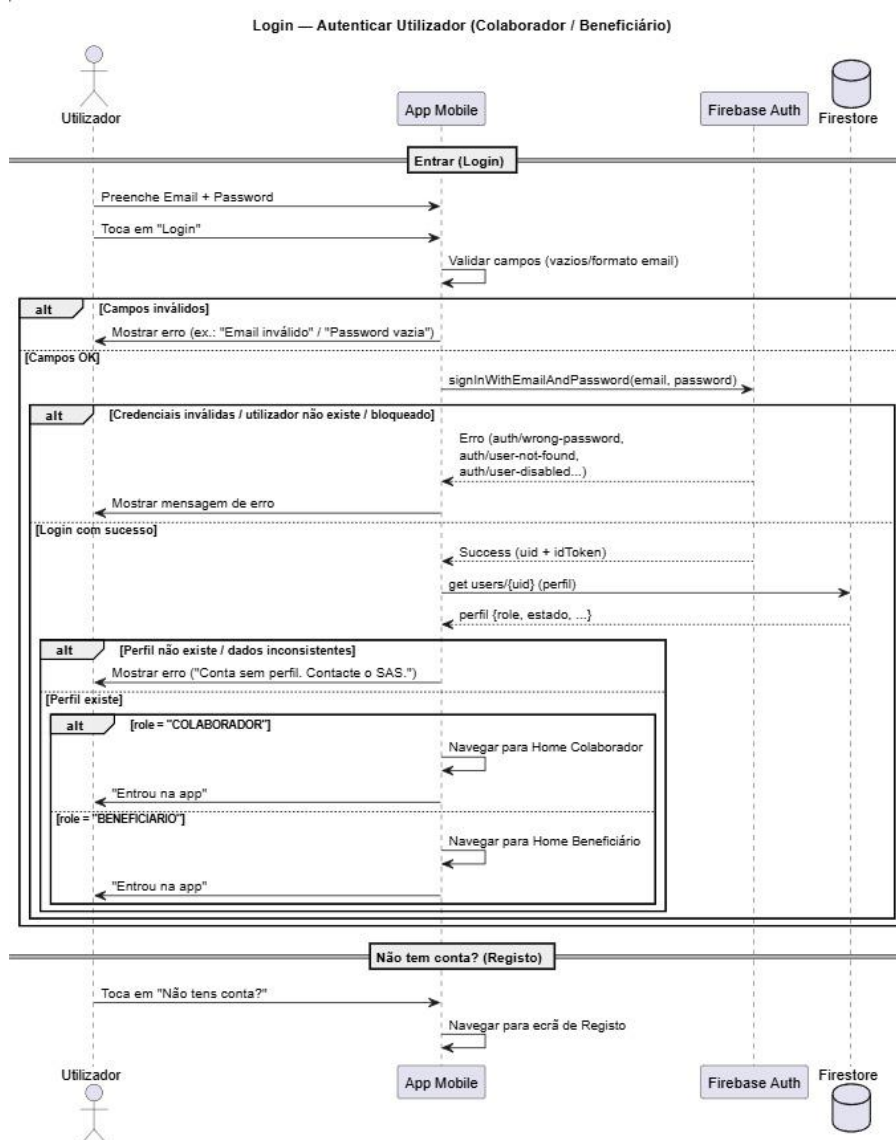 Login — Autenticar Utilizador (Colaborador / Beneficiário)
Utilizador
App Mobile
Firebase Auth
Firestore
Entrar (Login)
Preenche Email + Password
Toca em "Login"
Validar campos (vazios/formato email)
alt
[Campos inválidos]
Mostrar erro (ex.: "Email inválido" / "Password vazia")
[Campos OK]
signInWithEmailAndPassword(email, password)
alt
[Credenciais inválidas / utilizador não existe / bloqueado]
Erro (auth/wrong-password,
auth/user-not-found,
auth/user-disabled...)
Mostrar mensagem de erro
[Login com sucesso]
Success (uid + idToken)
get users/{uid} (perfil)
perfil {role, estado, ...}
alt
[Perfil não existe / dados inconsistentes]
Mostrar erro ("Conta sem perfil. Contacte o SAS.")
[Perfil existe]
alt
[role = "COLABORADOR"]
Navegar para Home Colaborador
"Entrou na app"
[role = "BENEFICIARIO"]
Navegar para Home Beneficiário
"Entrou na app"
Não tem conta? (Registo)
Toca em "Não tens conta?"
Navegar para ecrã de Registo
Utilizador
App Mobile
Firebase Auth
Firestore